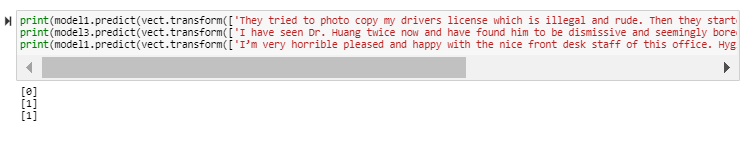 print(model1.predict(vect.transform(['They tried to photo copy my drivers license which is illegal and rude. Then they start
print(model3.predict(vect.transform(['I have seen Dr. Huang twice now and have found him to be dismissive and seemingly bore
print(model1.predict(vect.transform(['I’m very horrible pleased and happy with the nice front desk staff of this office. Hyg
[0]
[1]
[1]